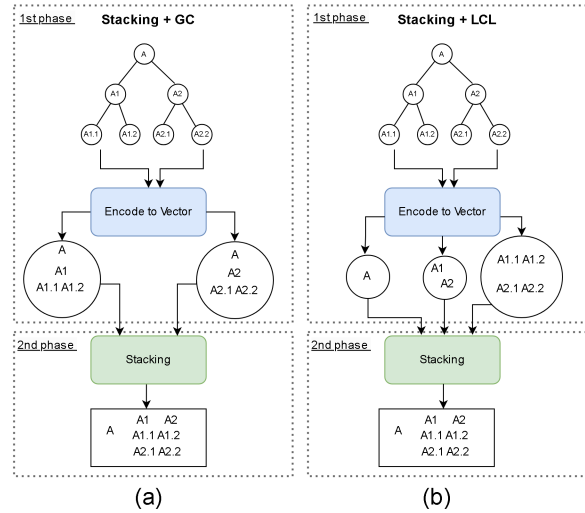 1st phase
Stacking + GC
A
A1
A2
A1.1
A1.2
A2.1
A2.2
Encode to Vector
A
A1
A1.1 A1.2
A
A2
A2.1 A2.2
2nd phase
Stacking
A
A1 A2
A1.1 A1.2
A2.1 A2.2
(a)
1st phase
Stacking + LCL
A
A1
A2
A1.1
A1.2
A2.1
A2.2
Encode to Vector
A
A1
A2
A1.1 A1.2
A2.1 A2.2
2nd phase
Stacking
A
A1 A2
A1.1 A1.2
A2.1 A2.2
(b)